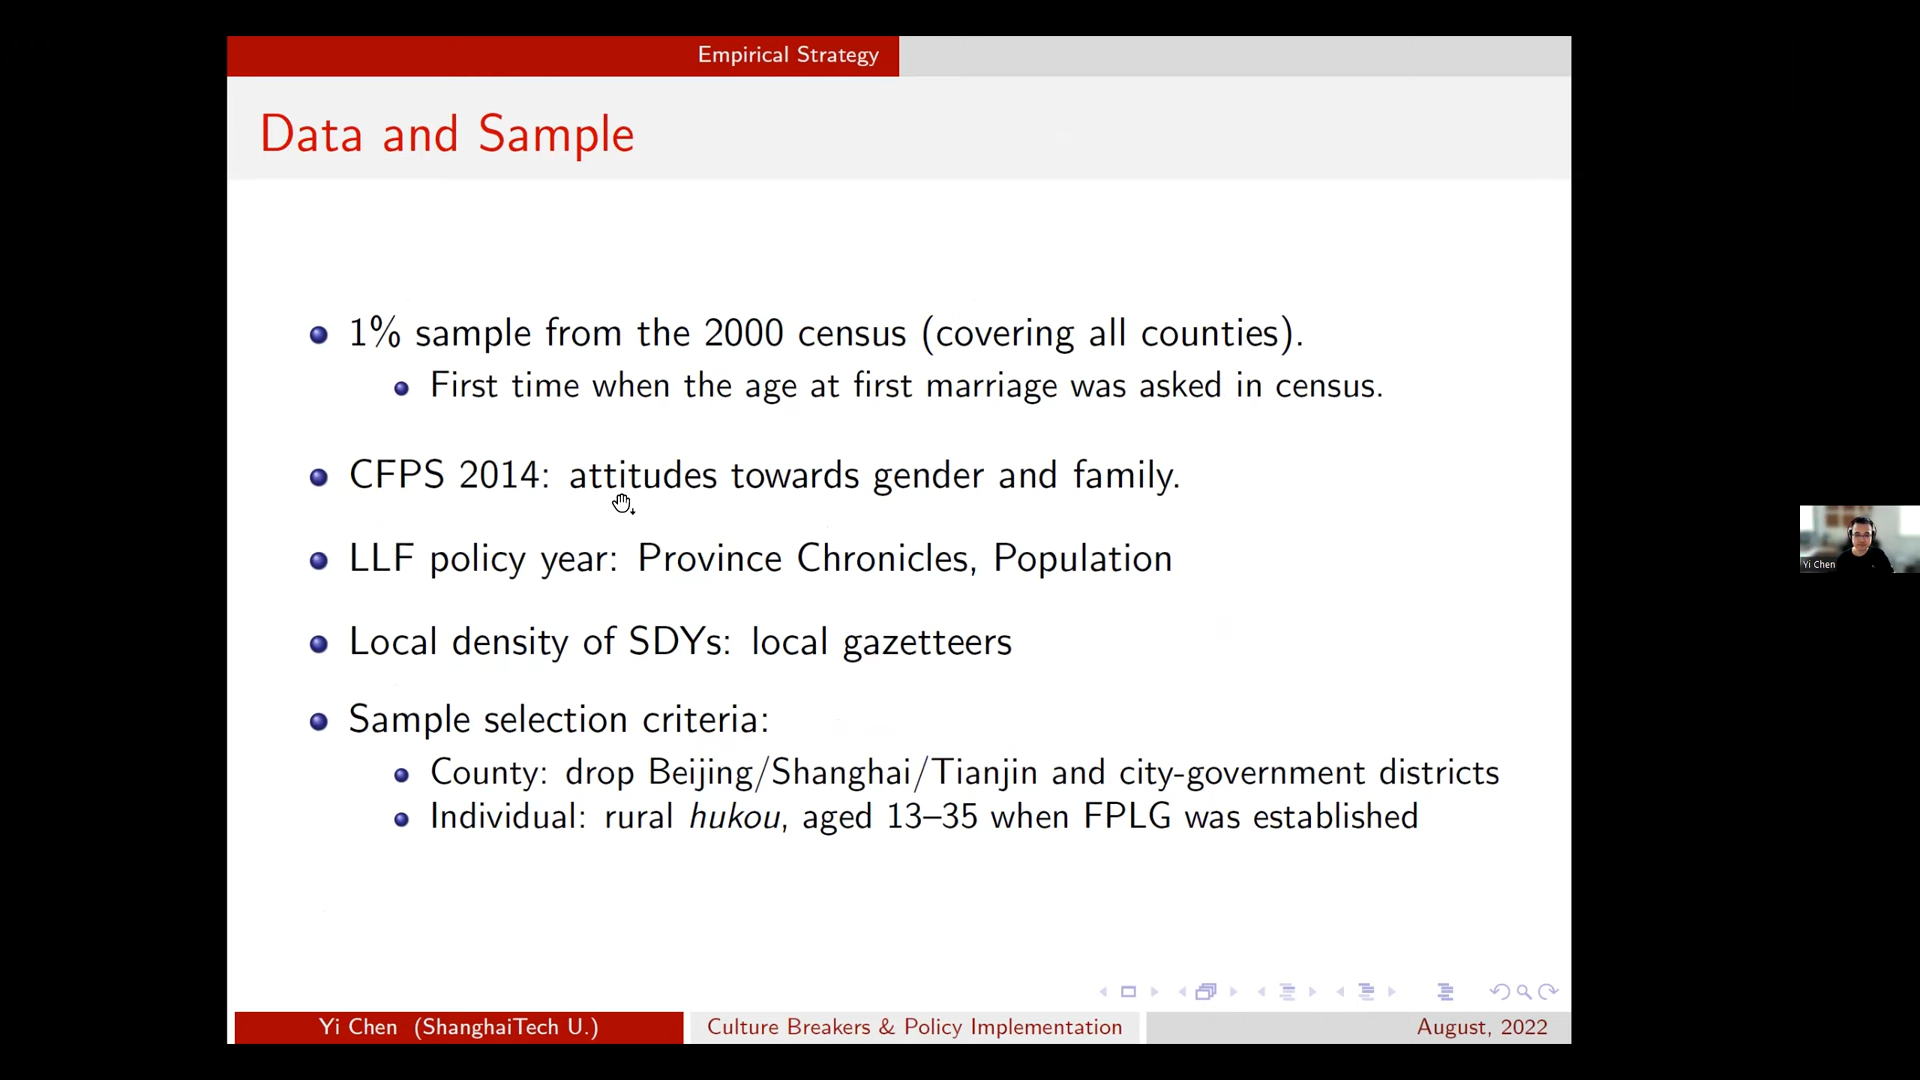 Empirical Strategy
Data and Sample
1% sample from the 2000 census (covering all counties).
First time when the age at first marriage was asked in census.
CFPS 2014: attitudes towards gender and family.
LLF policy year: Province Chronicles, Population
Local density of SDYs: local gazetteers
Sample selection criteria:
County: drop Beijing/Shanghai/Tianjin and city-government districts
Individual: rural hukou, aged 13–35 when FPLG was established
Yi Chen
Yi Chen (ShanghaiTech U.)
Culture Breakers & Policy Implementation
August, 2022